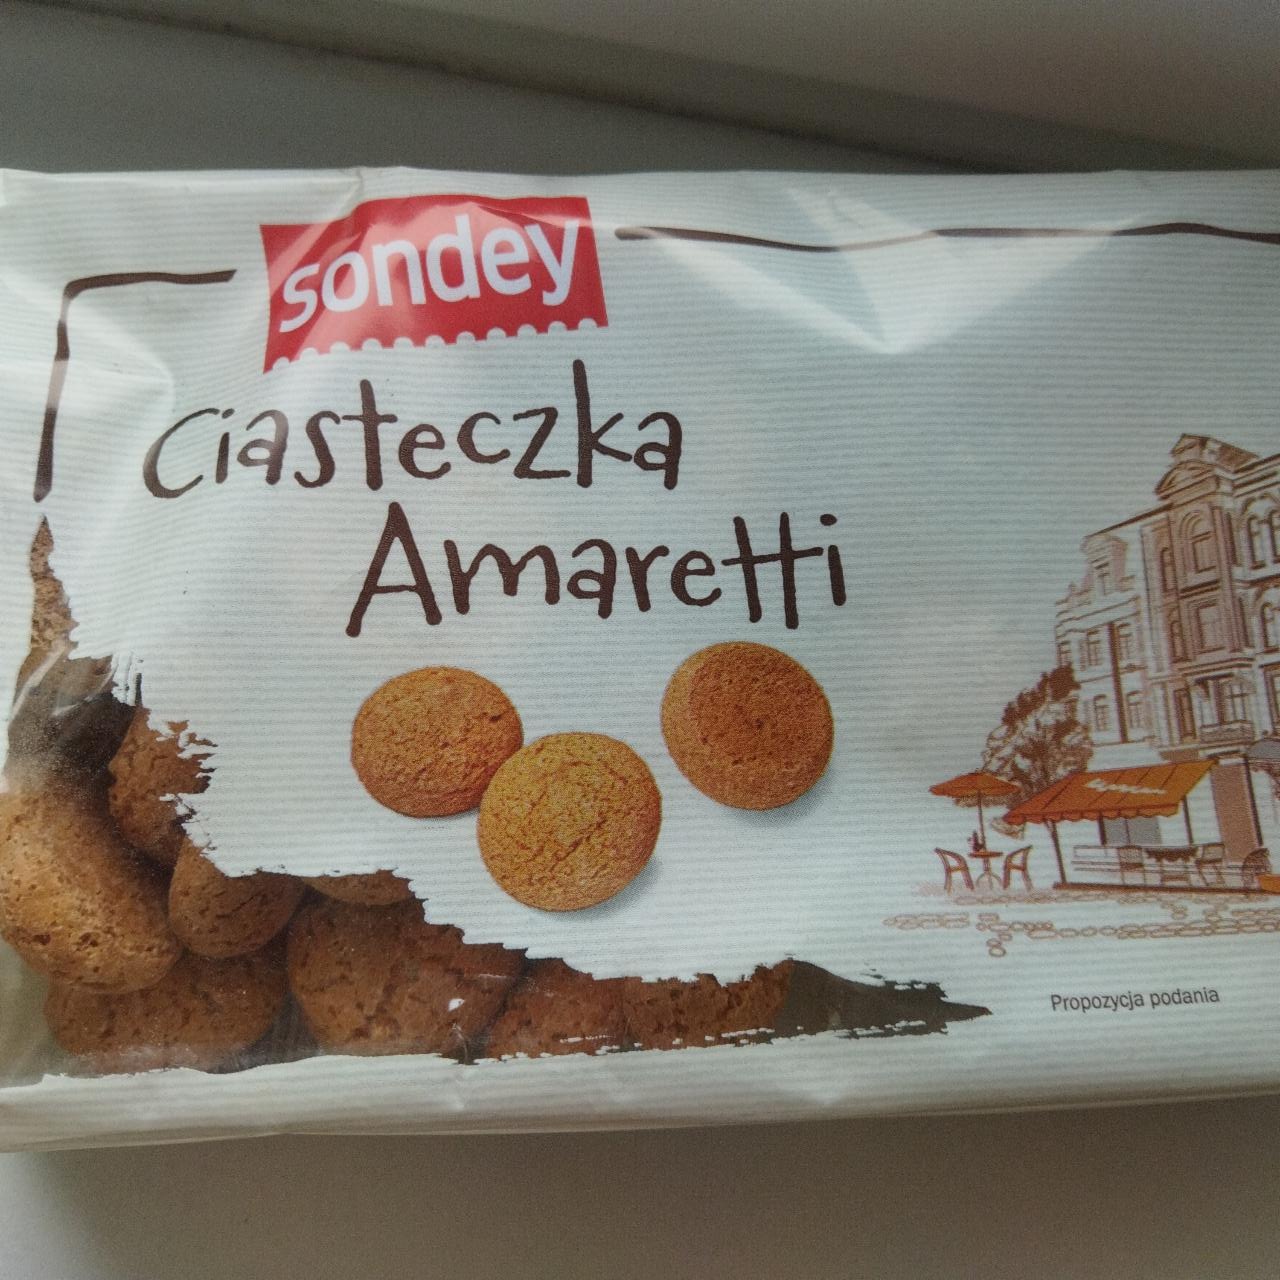 sondey
Ciasteczka
Amaretti
Propozycja podania